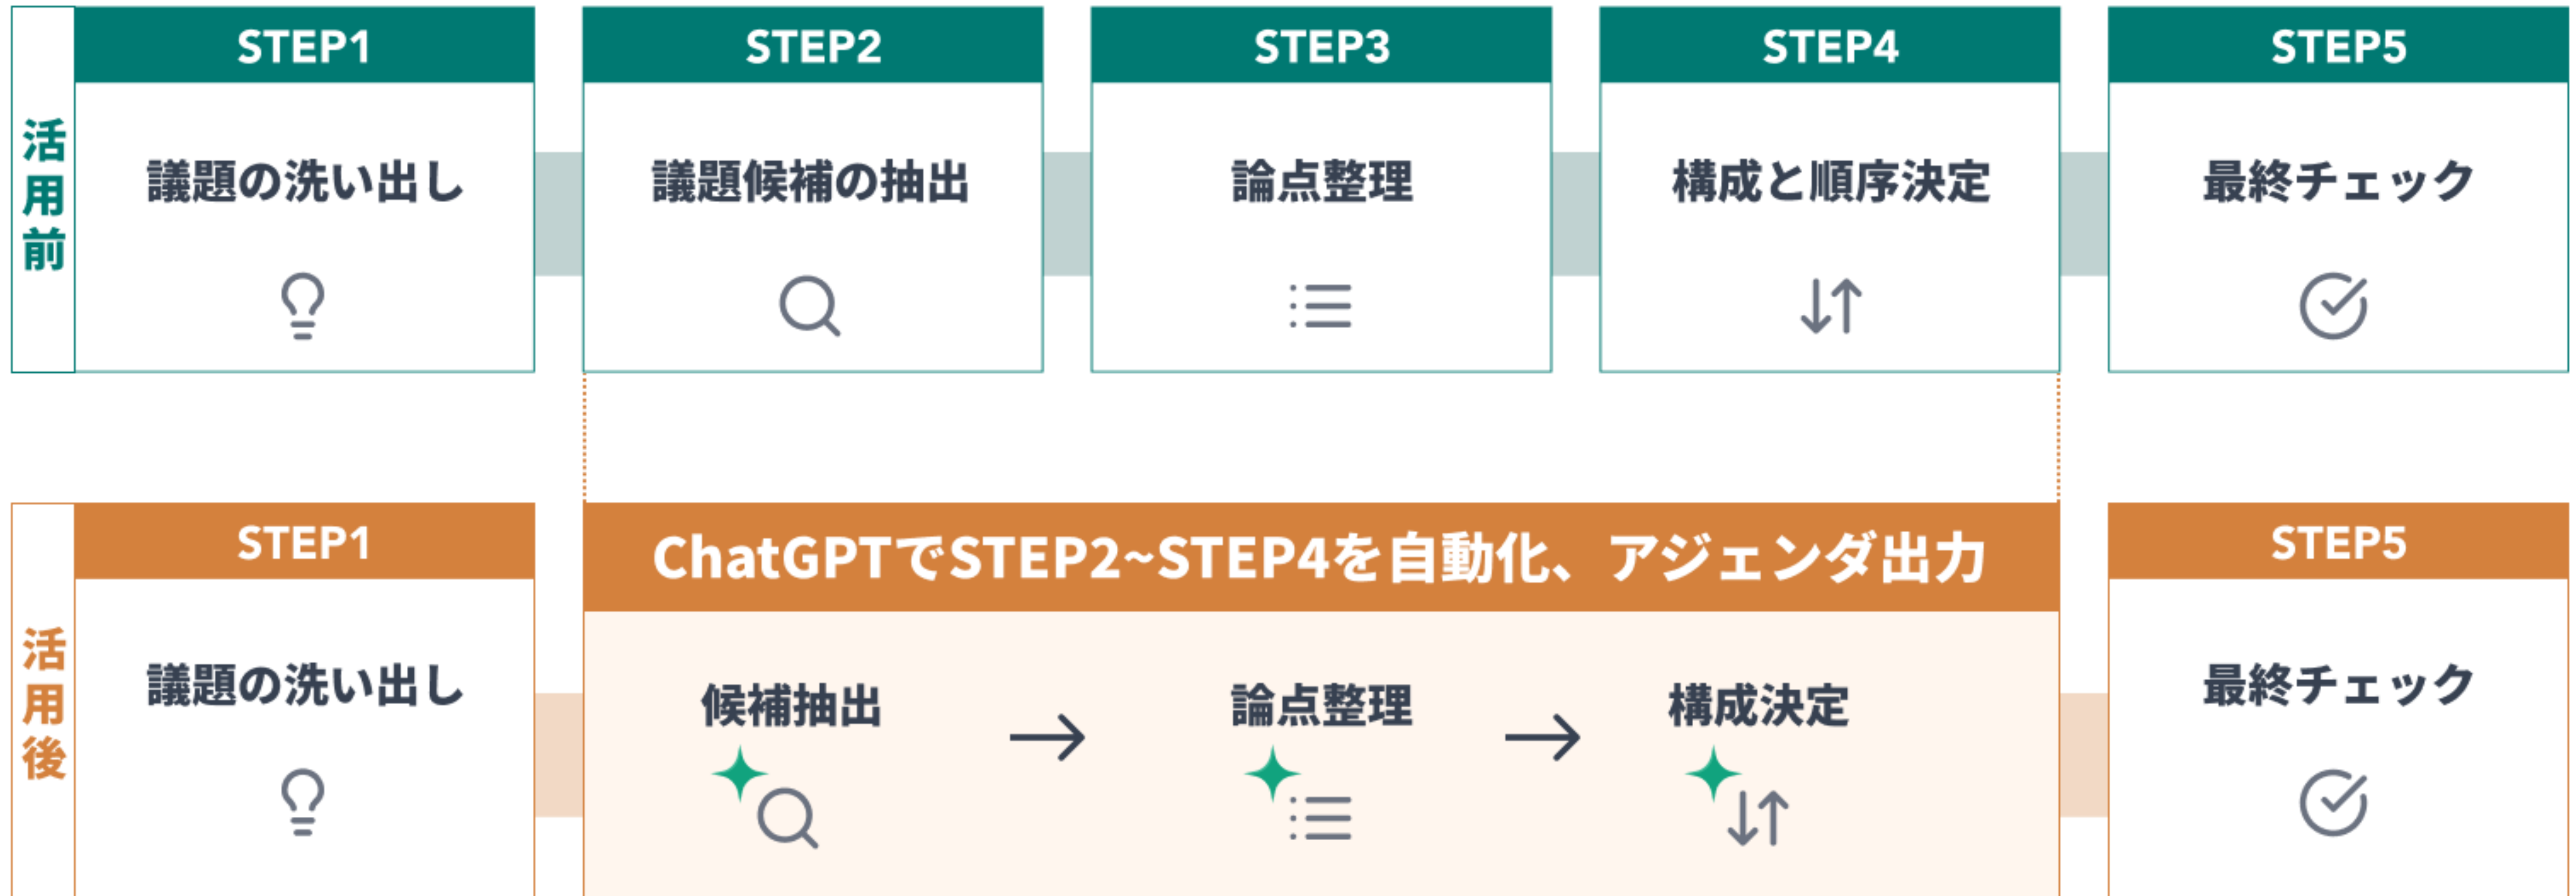 活用前
STEP1
議題の洗い出し
STEP2
議題候補の抽出
STEP3
論点整理
STEP4
構成と順序決定
STEP5
最終チェック
活用後
STEP1
議題の洗い出し
ChatGPTでSTEP2~STEP4を自動化、アジェンダ出力
候補抽出
論点整理
構成決定
STEP5
最終チェック